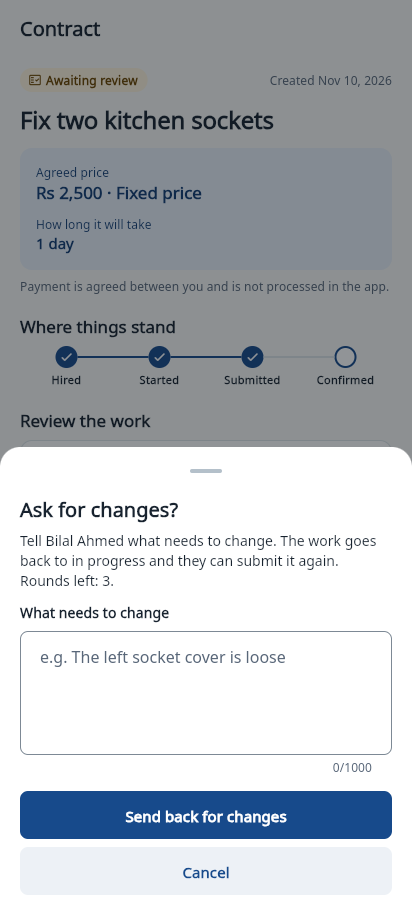 Contract
Awaiting review
Created Nov 10, 2026
Fix two kitchen sockets
Agreed price
Rs 2,500 · Fixed price
How long it will take
1 day
Payment is agreed between you and is not processed in the app.
Where things stand
Hired
Started
Submitted
Confirmed
Review the work
Ask for changes?
Tell Bilal Ahmed what needs to change. The work goes
back to in progress and they can submit it again.
Rounds left: 3.
What needs to change
e.g. The left socket cover is loose
0/1000
Send back for changes
Cancel